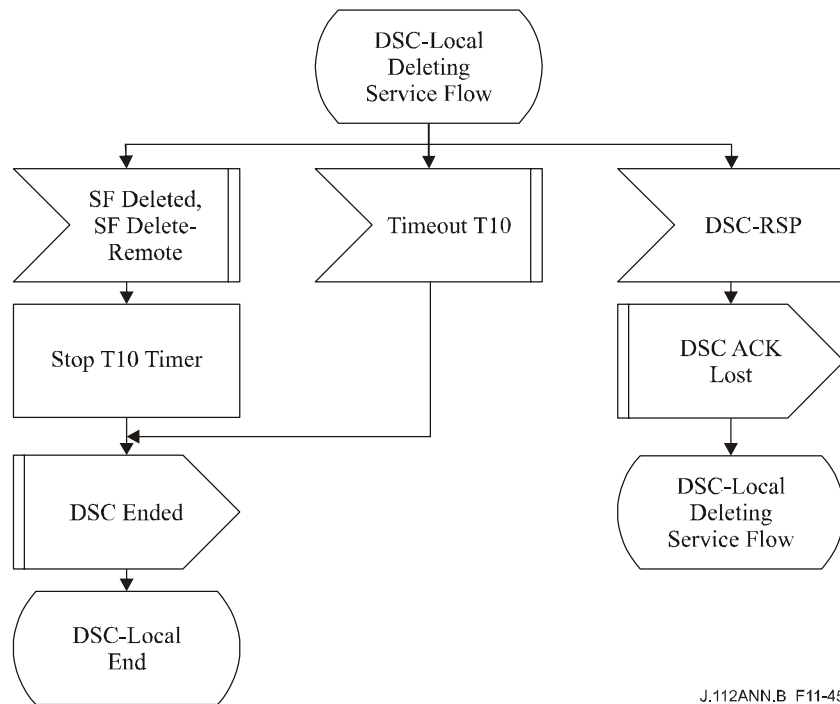 DSC-Local
Deleting
Service Flow
SF Deleted,
SF Delete-
Remote
Timeout T10
DSC-RSP
Stop T10 Timer
DSC ACK
Lost
DSC Ended
DSC-Local
Deleting
Service Flow
DSC-Local
End
J.112ANN.B_F11-45